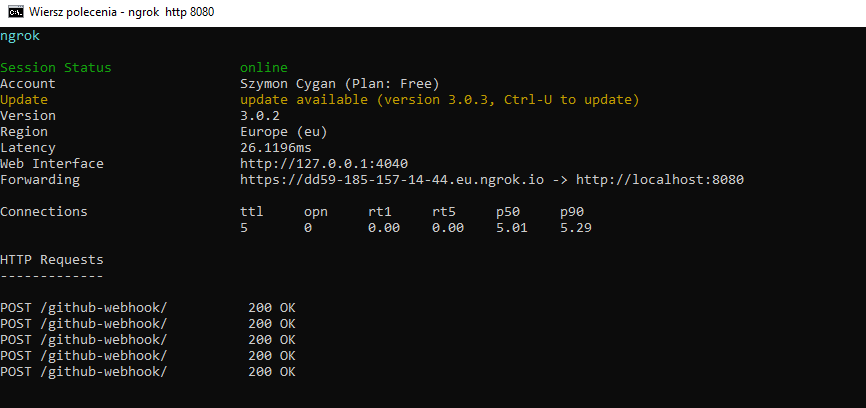 Wiersz polecenia - ngrok http 8080
ngrok
Session Status online
Account Szymon Cygan (Plan: Free)
Update update available (version 3.0.3, Ctrl-U to update)
Version 3.0.2
Region Europe (eu)
Latency 26.1196ms
Web Interface http://127.0.0.1:4040
Forwarding https://dd59-185-157-14-44.eu.ngrok.io -> http://localhost:8080
Connections ttl opn rt1 rt5 p50 p90
5 0 0.00 0.00 5.01 5.29
HTTP Requests
-------------
POST /github-webhook/ 200 OK
POST /github-webhook/ 200 OK
POST /github-webhook/ 200 OK
POST /github-webhook/ 200 OK
POST /github-webhook/ 200 OK